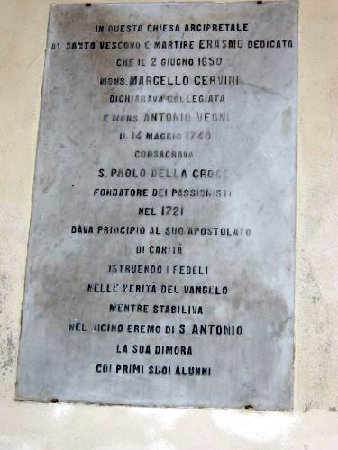 IN QUESTA CHIESA ARCIPRETALE
AL SANTO VESCOVO E MARTIRE ERASMO DEDICATA
CHE IL 2 GIUGNO 1650
MONS. MARCELLO CERVINI
DICHIARAVA COLLEGIATA
E MONS. ANTONIO VEGNI
IL 14 MAGGIO 1740
CONSACRAVA
S. PAOLO DELLA CROCE
FONDATORE DEI PASSIONISTI
NEL 1721
DAVA PRINCIPIO AL SUO APOSTOLATO
DI CARITÀ
ISTRUENDO I FEDELI
NELLE VERITÀ DEL VANGELO
MENTRE STABILIVA
NEL VICINO EREMO DI S. ANTONIO
LA SUA DIMORA
COI PRIMI SUOI ALUNNI